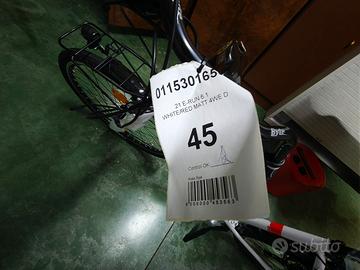 011530165
21 E-RUN 6.1
WHITE/RED MATT 4WE D
45
Control OK
subito